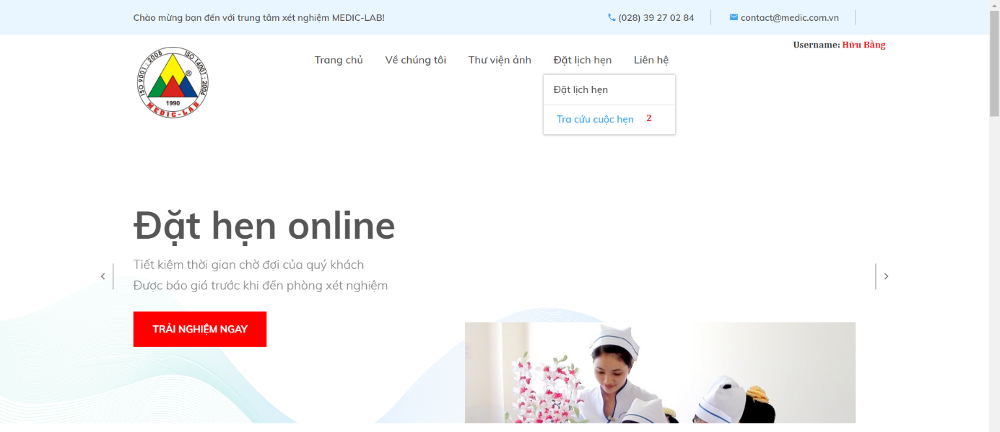 Chào mừng bạn đến với trung tâm xét nghiệm MEDIC-LAB!
(028) 39 27 02 84
contact@medic.com.vn
Username: Hữu Bằng
ISO 9001 : 2008
ISO 14001 : 2004
®
1990
MEDIC-LAB
Trang chủ
Về chúng tôi
Thư viện ảnh
Đặt lịch hẹn
Liên hệ
Đặt lịch hẹn
Tra cứu cuộc hẹn 2
Đặt hẹn online
Tiết kiệm thời gian chờ đợi của quý khách
Được báo giá trước khi đến phòng xét nghiệm
TRẢI NGHIỆM NGAY